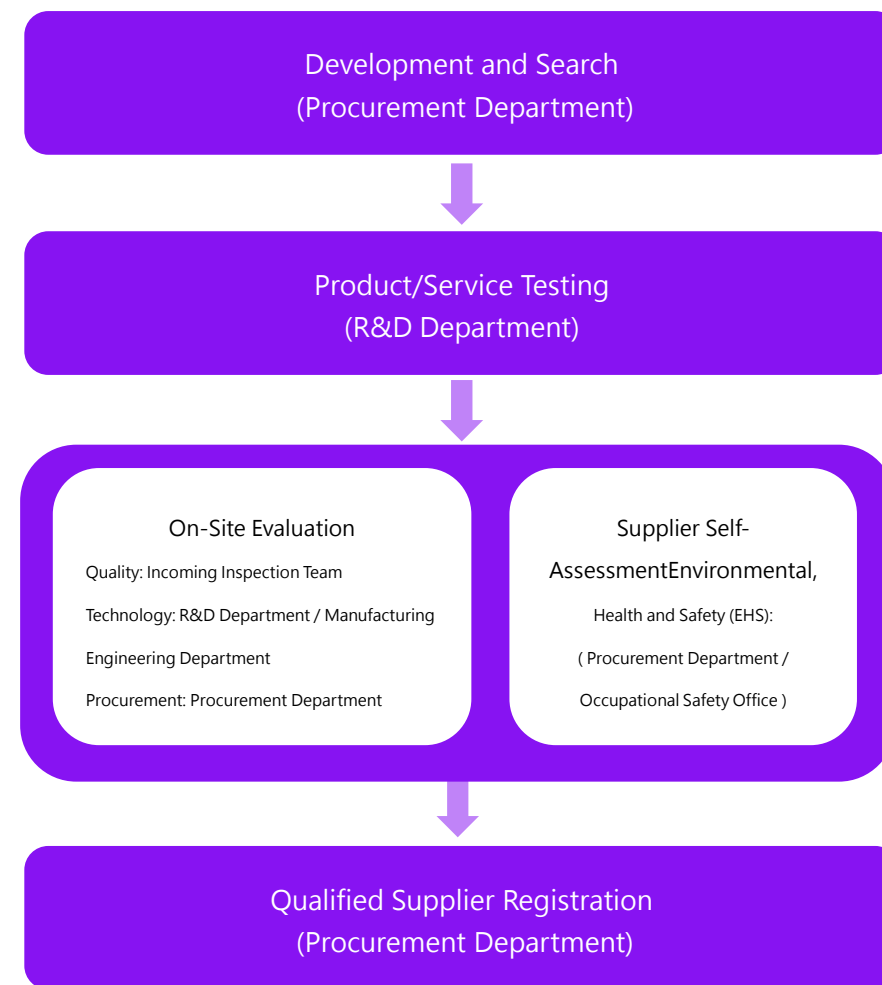 Development and Search
(Procurement Department)
Product/Service Testing
(R&D Department)
On-Site Evaluation
Quality: Incoming Inspection Team
Technology: R&D Department / Manufacturing
Engineering Department
Procurement: Procurement Department
Supplier Self-
AssessmentEnvironmental,
Health and Safety (EHS):
( Procurement Department /
Occupational Safety Office )
Qualified Supplier Registration
(Procurement Department)